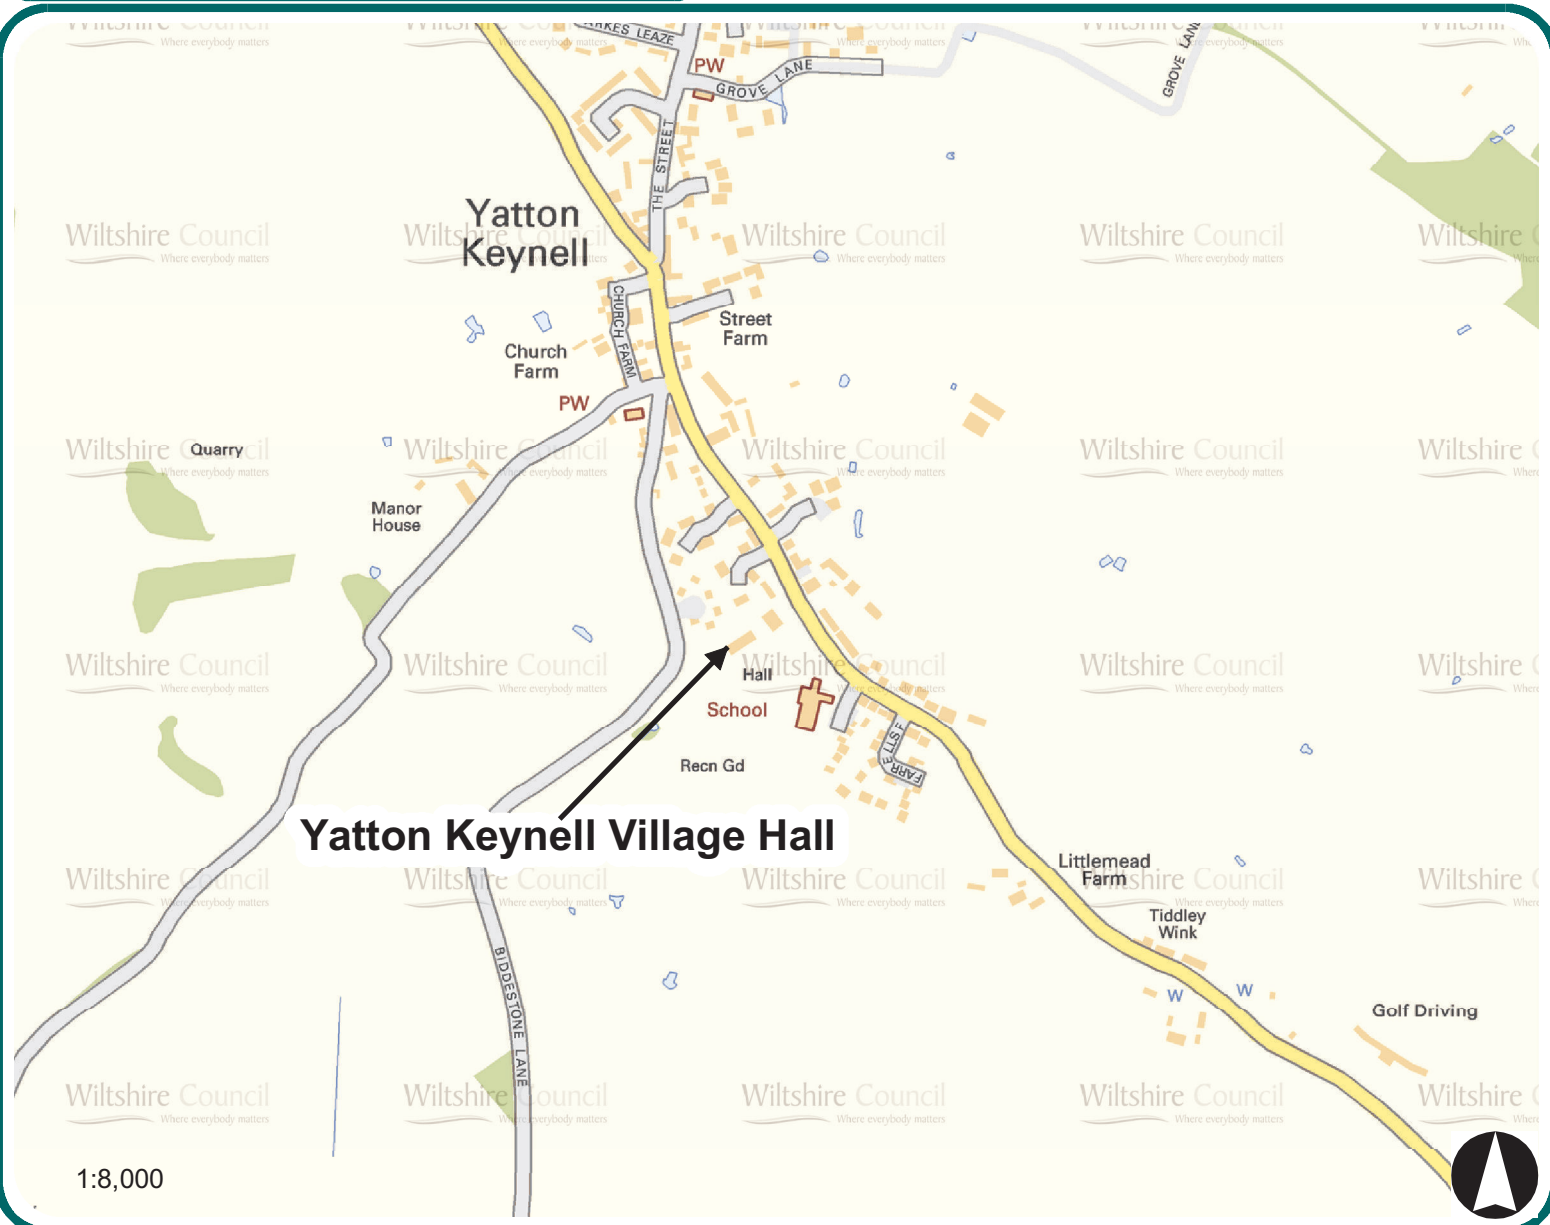 ARKES LEAZE
PW
GROVE LANE
GROVE LANE
THE STREET
Yatton
Keynell
CHURCH FARM
Street
Farm
Church
Farm
PW
Quarry
Manor
House
Hall
School
Recn Gd
FARRELLS F
Yatton Keynell Village Hall
Littlemead
Farm
Tiddley
Wink
W
W
Golf Driving
BIDDESTONE LANE
1:8,000
Wiltshire Council
Where everybody matters